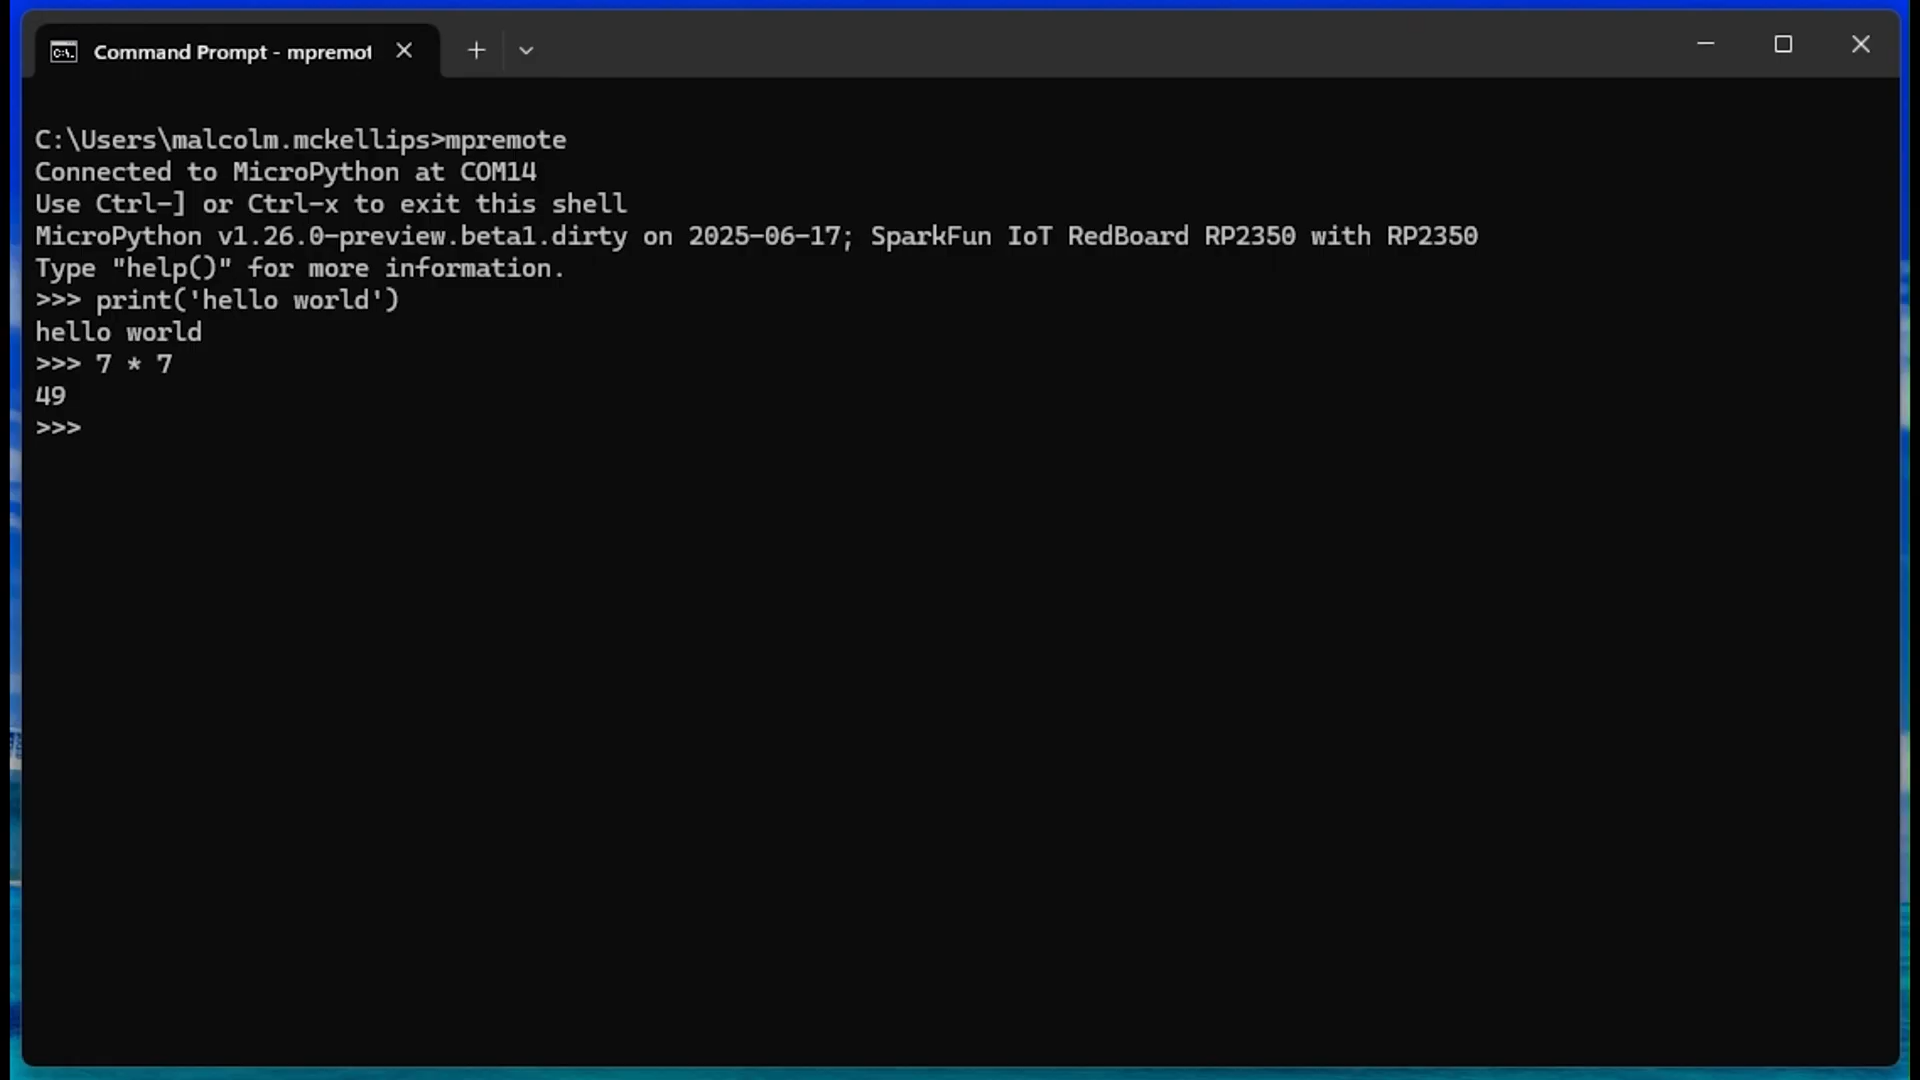 Command Prompt - mpremot
C:\Users\malcolm.mckellips>mpremote
Connected to MicroPython at COM14
Use Ctrl-] or Ctrl-x to exit this shell
MicroPython v1.26.0-preview.beta1.dirty on 2025-06-17; SparkFun IoT RedBoard RP2350 with RP2350
Type "help()" for more information.
>>> print('hello world')
hello world
>>> 7 * 7
49
>>>